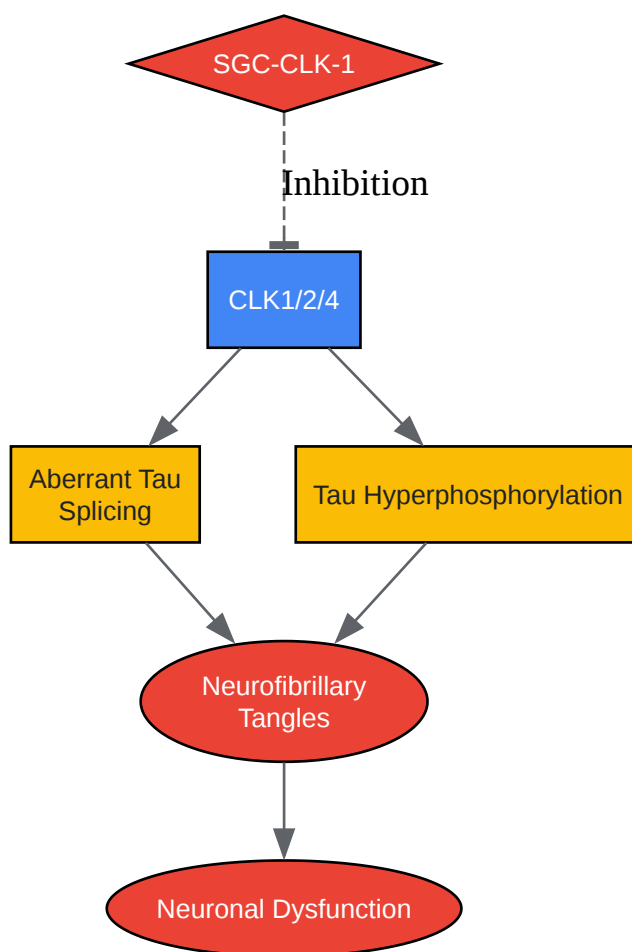 SGC-CLK-1
Inhibition
CLK1/2/4
Aberrant Tau
Splicing
Tau Hyperphosphorylation
Neurofibrillary
Tangles
Neuronal Dysfunction